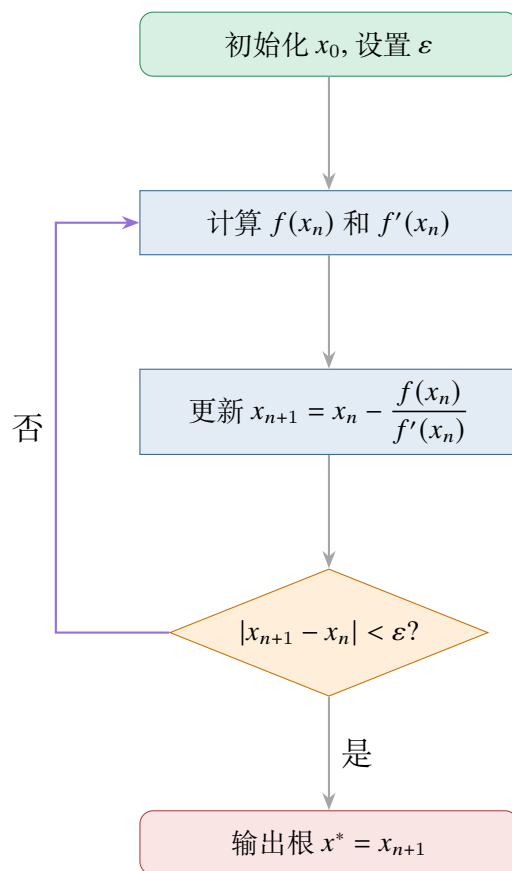 初始化 x₀, 设置 ε
计算 f(xₙ) 和 f′(xₙ)
更新 xₙ₊₁ = xₙ − f(xₙ)/f′(xₙ)
否
|xₙ₊₁ − xₙ| < ε?
是
输出根 x* = xₙ₊₁